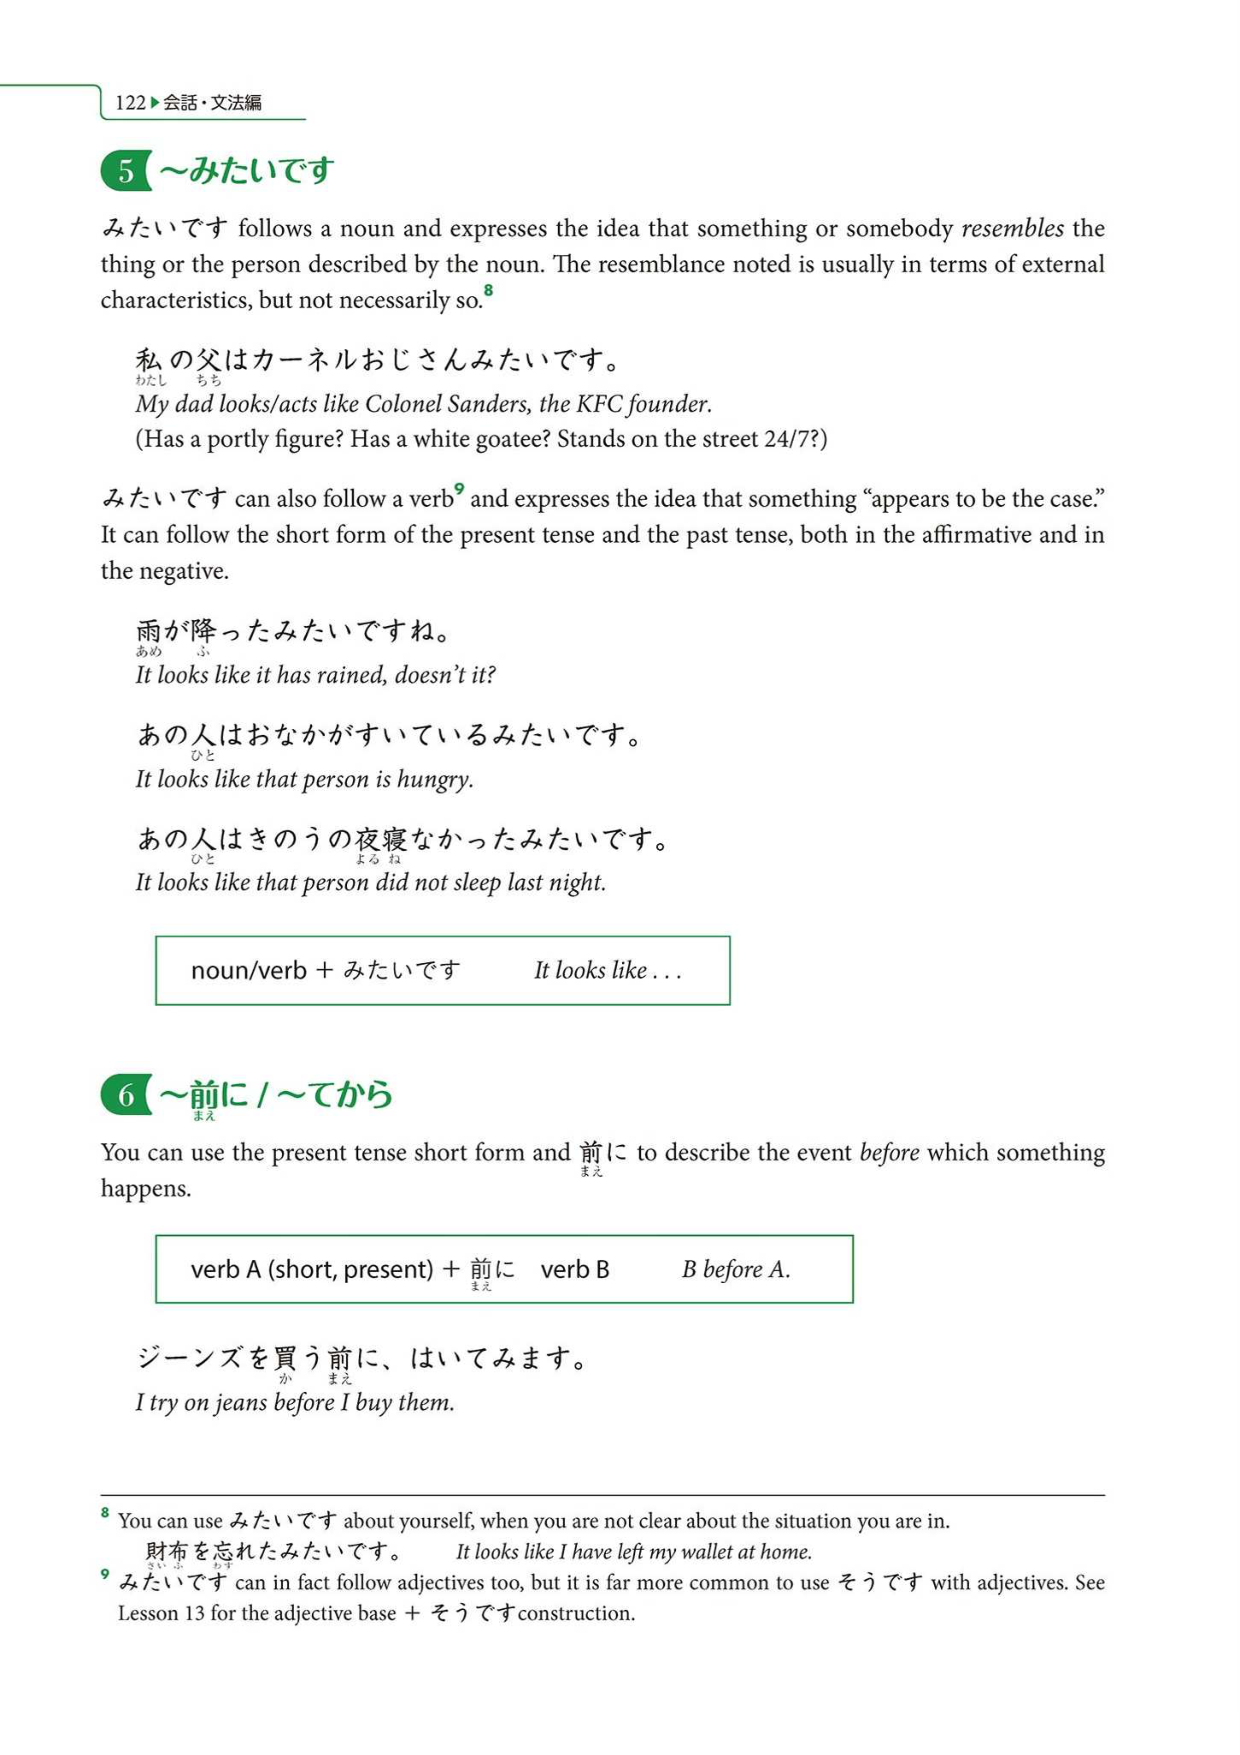 122 ▶ 会話・文法編
5 〜みたいです
みたいです follows a noun and expresses the idea that something or somebody resembles the
thing or the person described by the noun. The resemblance noted is usually in terms of external
characteristics, but not necessarily so.8
私の父はカーネルおじさんみたいです。
わたし ちち
My dad looks/acts like Colonel Sanders, the KFC founder.
(Has a portly figure? Has a white goatee? Stands on the street 24/7?)
みたいです can also follow a verb9 and expresses the idea that something “appears to be the case.”
It can follow the short form of the present tense and the past tense, both in the affirmative and in
the negative.
雨が降ったみたいですね。
あめ ふ
It looks like it has rained, doesn’t it?
あの人はおなかがすいているみたいです。
ひと
It looks like that person is hungry.
あの人はきのうの夜寝なかったみたいです。
ひと よる ね
It looks like that person did not sleep last night.
noun/verb + みたいです It looks like . . .
6 〜前に / 〜てから
まえ
You can use the present tense short form and 前に to describe the event before which something
まえ
happens.
verb A (short, present) + 前に verb B B before A.
まえ
ジーンズを買う前に、はいてみます。
か まえ
I try on jeans before I buy them.
8 You can use みたいです about yourself, when you are not clear about the situation you are in.
財布を忘れたみたいです。 It looks like I have left my wallet at home.
さいふ わす
9 みたいです can in fact follow adjectives too, but it is far more common to use そうです with adjectives. See
Lesson 13 for the adjective base + そうです construction.